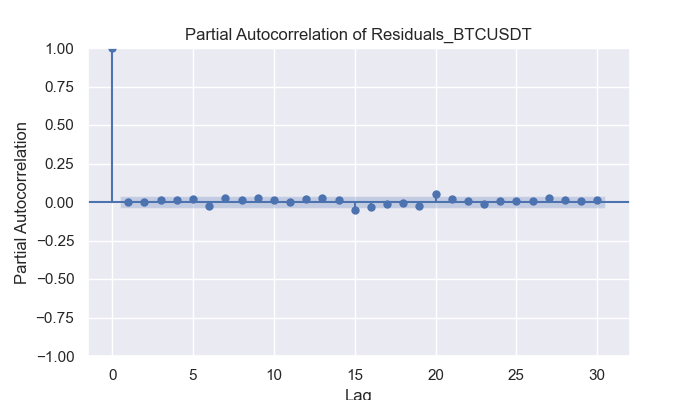 Partial Autocorrelation of Residuals_BTCUSDT
1.00
0.75
0.50
0.25
0.00
−0.25
−0.50
−0.75
−1.00
Partial Autocorrelation
0 5 10 15 20 25 30
Lag